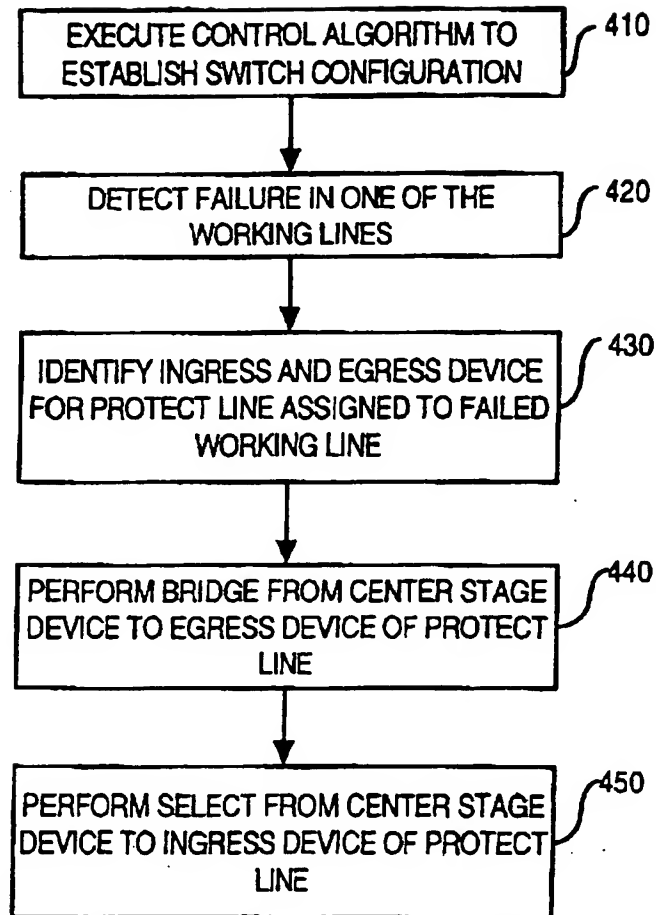 EXECUTE CONTROL ALGORITHM TO
ESTABLISH SWITCH CONFIGURATION
410
DETECT FAILURE IN ONE OF THE
WORKING LINES
420
IDENTIFY INGRESS AND EGRESS DEVICE
FOR PROTECT LINE ASSIGNED TO FAILED
WORKING LINE
430
PERFORM BRIDGE FROM CENTER STAGE
DEVICE TO EGRESS DEVICE OF PROTECT
LINE
440
PERFORM SELECT FROM CENTER STAGE
DEVICE TO INGRESS DEVICE OF PROTECT
LINE
450